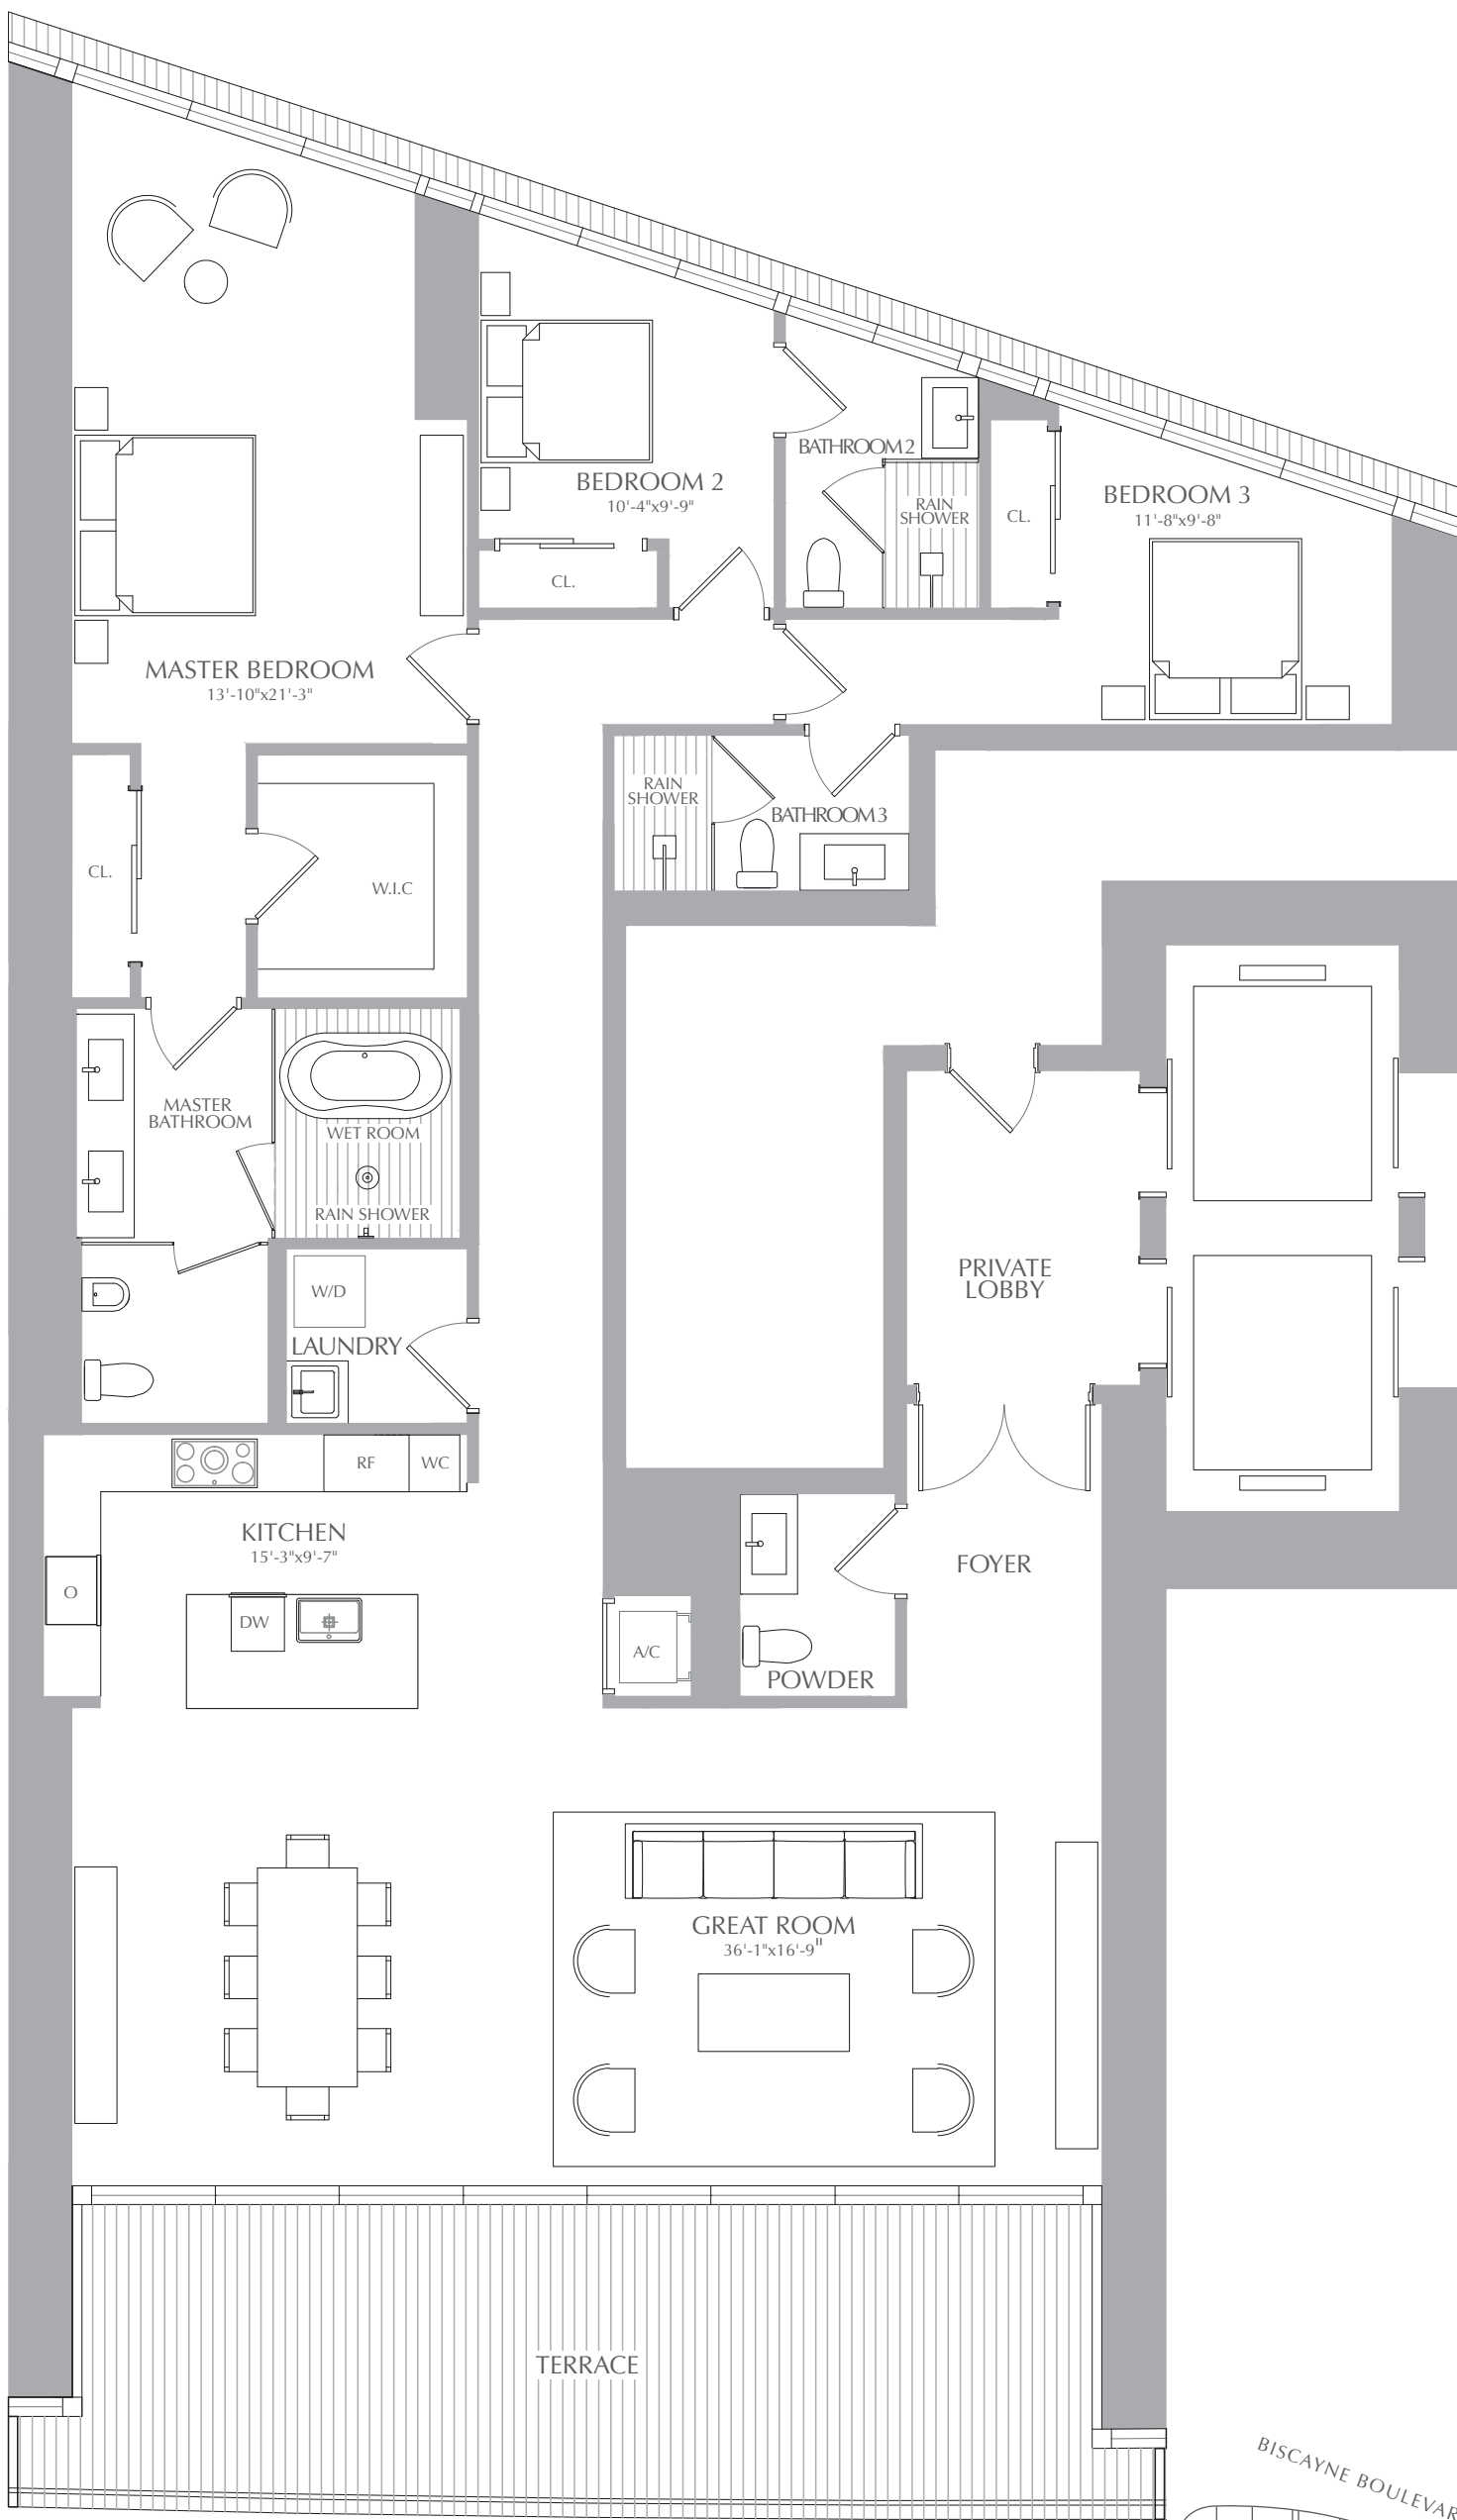 BATHROOM 2
BEDROOM 2
10'-4"x9'-9"
RAIN
SHOWER
CL.
BEDROOM 3
11'-8"x9'-8"
CL.
MASTER BEDROOM
13'-10"x21'-3"
RAIN
SHOWER
BATHROOM 3
CL.
W.I.C
MASTER
BATHROOM
WET ROOM
RAIN SHOWER
W/D
LAUNDRY
PRIVATE
LOBBY
RF
WC
KITCHEN
15'-3"x9'-7"
FOYER
O
DW
A/C
POWDER
GREAT ROOM
36'-1"x16'-9"
TERRACE
BISCAYNE BOULEVAR